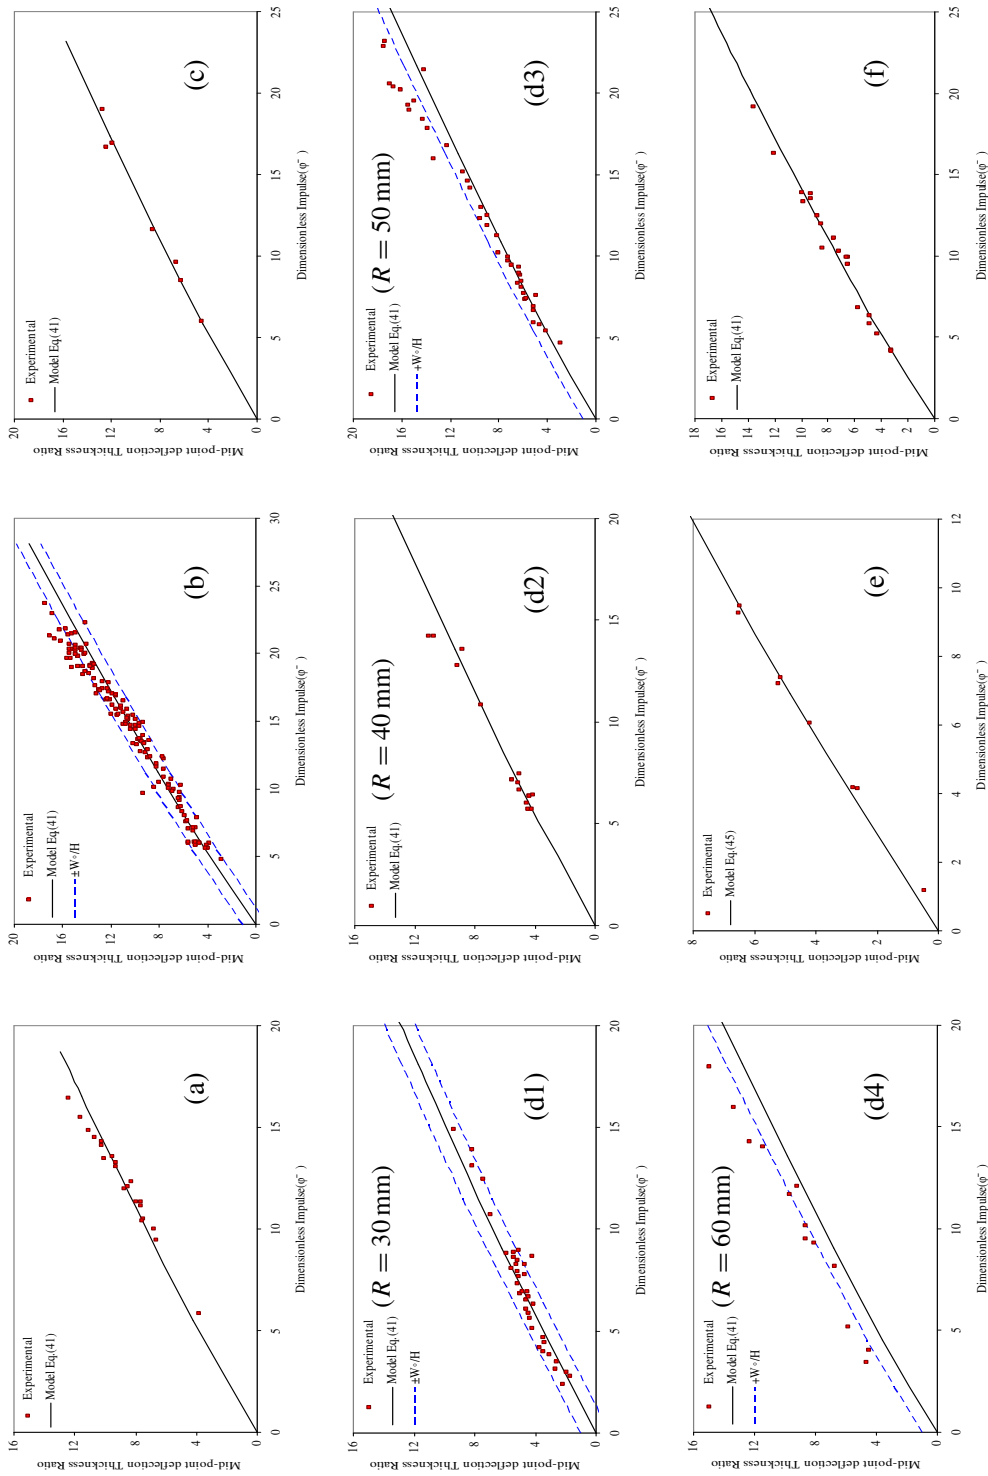 Mid-point deflection Thickness Ratio
16
12
8
4
0
Experimental
Model Eq.(41)
(a)
0 5 10 15 20
Dimensionless Impulse(φ⁻ )
Mid-point deflection Thickness Ratio
20
16
12
8
4
0
Experimental
Model Eq.(41)
±W°/H
(b)
0 5 10 15 20 25 30
Dimensionless Impulse(φ⁻ )
Mid-point deflection Thickness Ratio
20
16
12
8
4
0
Experimental
Model Eq.(41)
(c)
0 5 10 15 20 25
Dimensionless Impulse(φ⁻ )
Mid-point deflection Thickness Ratio
16
12
8
4
0
Experimental
Model Eq.(41)
±W°/H
(R = 30 mm)
(d1)
0 5 10 15 20
Dimensionless Impulse(φ⁻ )
Mid-point deflection Thickness Ratio
16
12
8
4
0
Experimental
Model Eq.(41)
(R = 40 mm)
(d2)
0 5 10 15 20
Dimensionless Impulse(φ⁻ )
Mid-point deflection Thickness Ratio
20
16
12
8
4
0
Experimental
Model Eq.(41)
+W°/H
(R = 50 mm)
(d3)
0 5 10 15 20 25
Dimensionless Impulse(φ⁻ )
Mid-point deflection Thickness Ratio
16
12
8
4
0
Experimental
Model Eq.(41)
+W°/H
(R = 60 mm)
(d4)
0 5 10 15 20
Dimensionless Impulse(φ⁻ )
Mid-point deflection Thickness Ratio
8
6
4
2
0
Experimental
Model Eq.(45)
(e)
0 2 4 6 8 10 12
Dimensionless Impulse(φ⁻ )
Mid-point deflection Thickness Ratio
18
16
14
12
10
8
6
4
2
0
Experimental
Model Eq.(41)
(f)
0 5 10 15 20 25
Dimensionless Impulse(φ⁻ )